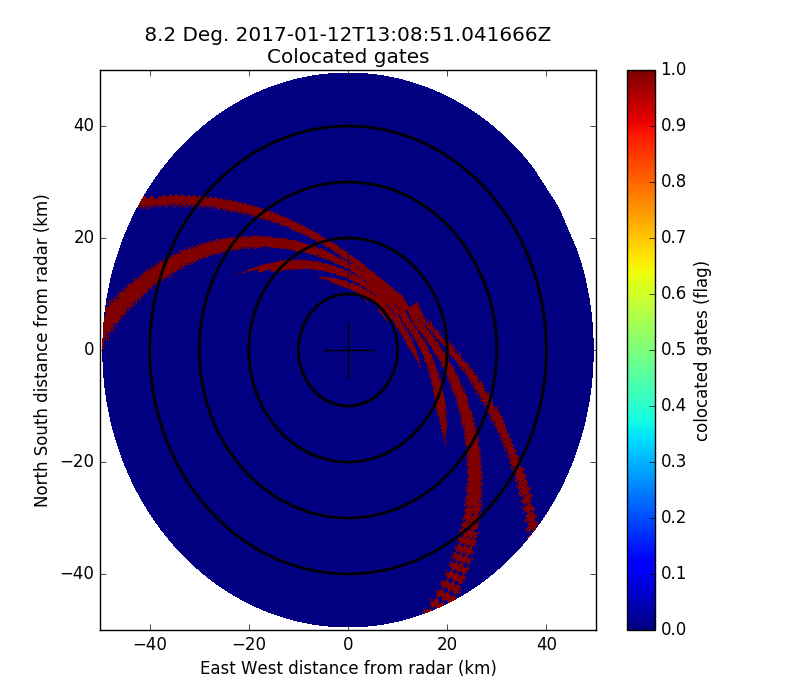 8.2 Deg. 2017-01-12T13:08:51.041666Z
Colocated gates
North South distance from radar (km)
40
20
0
−20
−40
−40 −20 0 20 40
East West distance from radar (km)
1.0
0.9
0.8
0.7
0.6
0.5
0.4
0.3
0.2
0.1
0.0
colocated gates (flag)